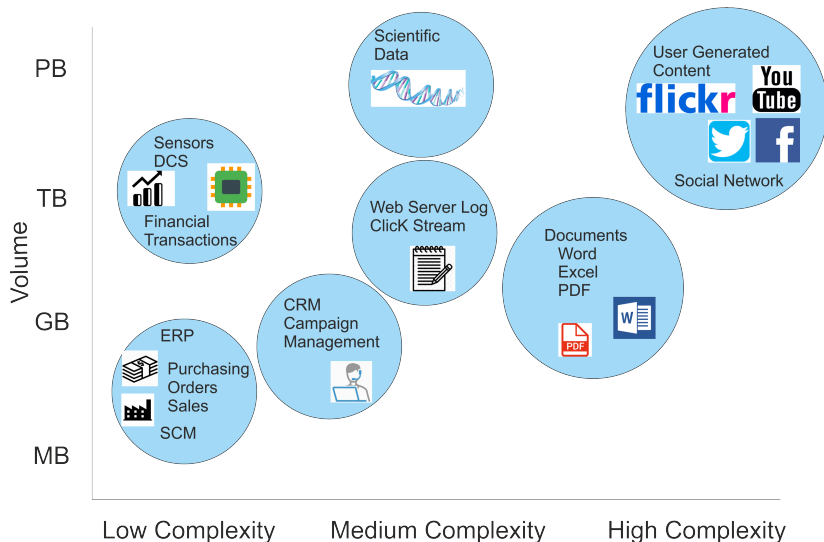 PB
TB
GB
MB
Volume
Scientific
Data
User Generated
Content
flickr
You
Tube
f
Social Network
Sensors
DCS
Financial
Transactions
Web Server Log
ClicK Stream
Documents
Word
Excel
PDF
W
PDF
CRM
Campaign
Management
ERP
Purchasing
Orders
Sales
SCM
Low Complexity
Medium Complexity
High Complexity